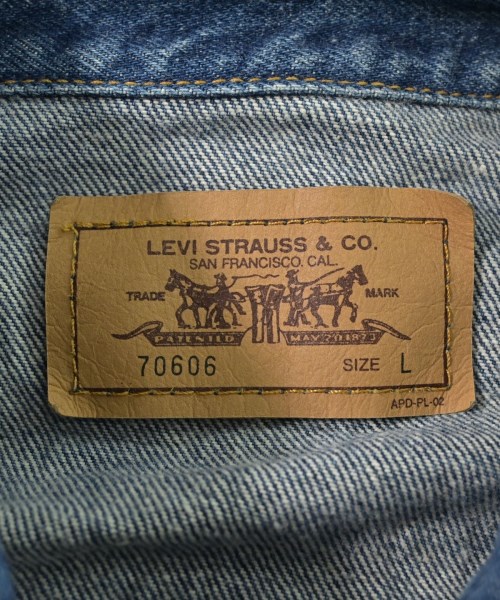 LEVI STRAUSS & CO.
SAN FRANCISCO, CAL.
TRADE MARK
PATENTED MAY 20 1873
70606 SIZE L
APD-PL-02